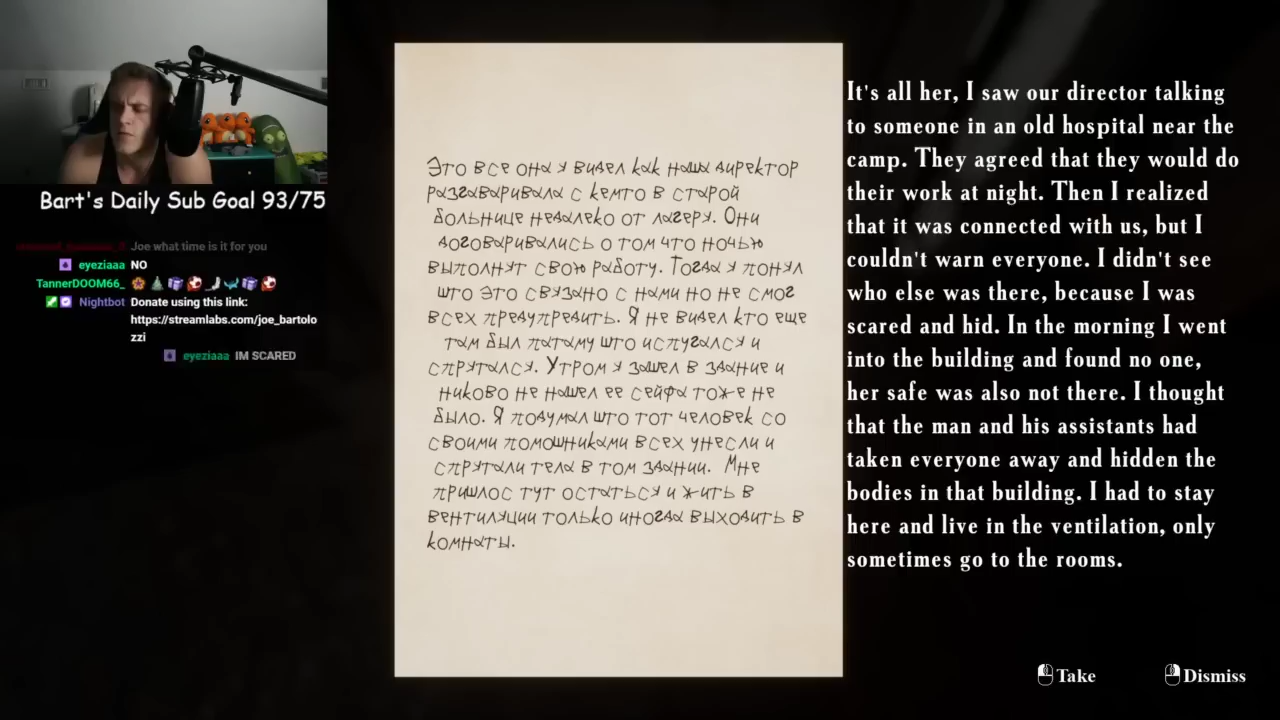 Bart's Daily Sub Goal 93/75
Joe what time is it for you
eyeziaaa NO
TannerDOOM66_
Nightbot Donate using this link:
https://streamlabs.com/joe_bartolo
zzi
eyeziaaa IM SCARED
Это все она я видел как наша директор
разгаваривала с кемто в старой
больнице недалеко от лагеря. Они
договаривались о том что ночью
выполнят свою работу. Тогда я понял
што это связано с нами но не смог
всех предупредить. Я не видел кто еще
там был патаму што испугался и
спрятался. Утром я зашел в здание и
никово не нашел ее сейфа тоже не
было. Я подумал што тот человек со
своими помошниками всех унесли и
спрятали тела в том здании. Мне
пришлос тут остаться и жить в
вентиляции только иногда выходить в
комнаты.
It's all her, I saw our director talking
to someone in an old hospital near the
camp. They agreed that they would do
their work at night. Then I realized
that it was connected with us, but I
couldn't warn everyone. I didn't see
who else was there, because I was
scared and hid. In the morning I went
into the building and found no one,
her safe was also not there. I thought
that the man and his assistants had
taken everyone away and hidden the
bodies in that building. I had to stay
here and live in the ventilation, only
sometimes go to the rooms.
Take
Dismiss